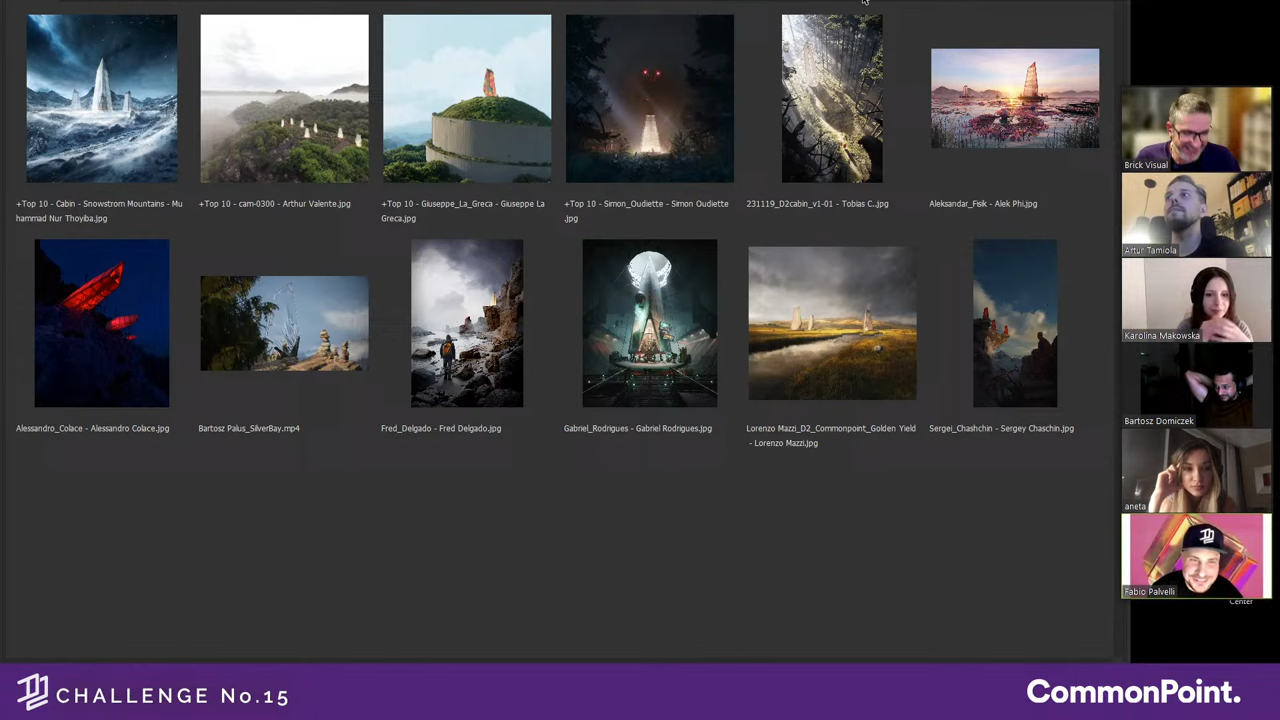 +Top 10 - Cabin - Snowstrom Mountains - Mu
hammad Nur Thoyiba.jpg
+Top 10 - cam-0300 - Arthur Valente.jpg
+Top 10 - Giuseppe_La_Greca - Giuseppe La
Greca.jpg
+Top 10 - Simon_Oudiette - Simon Oudiette
.jpg
231119_D2cabin_v1-01 - Tobias C..jpg
Aleksandar_Fisik - Alek Phi.jpg
Alessandro_Colace - Alessandro Colace.jpg
Bartosz Palus_SilverBay.mp4
Fred_Delgado - Fred Delgado.jpg
Gabriel_Rodrigues - Gabriel Rodrigues.jpg
Lorenzo Mazzi_D2_Commonpoint_Golden Yield
- Lorenzo Mazzi.jpg
Sergei_Chashchin - Sergey Chaschin.jpg
Brick Visual
Artur Tamiola
Karolina Makowska
Bartosz Domiczek
aneta
Fabio Palvelli
Center
CHALLENGE No.15
CommonPoint.